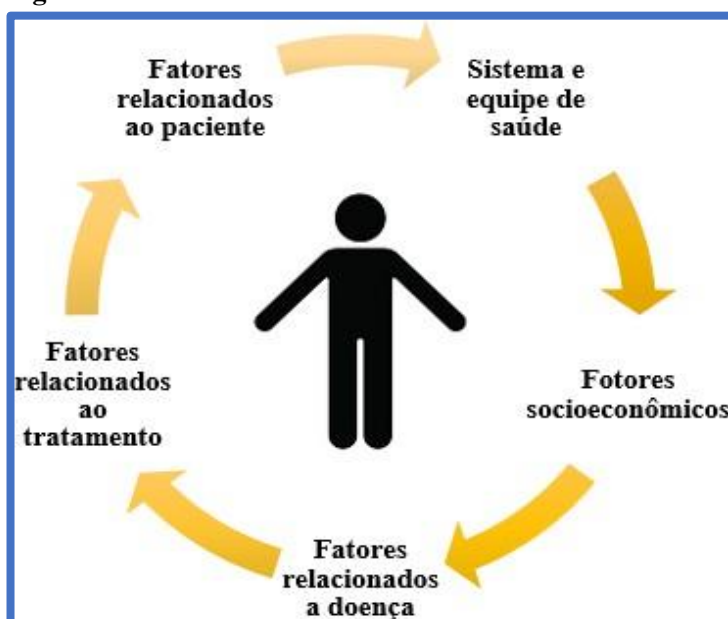 Fatores
relacionados
ao paciente
Sistema e
equipe de
saúde
Fotores
socioeconômicos
Fatores
relacionados
a doença
Fatores
relacionados
ao
tratamento